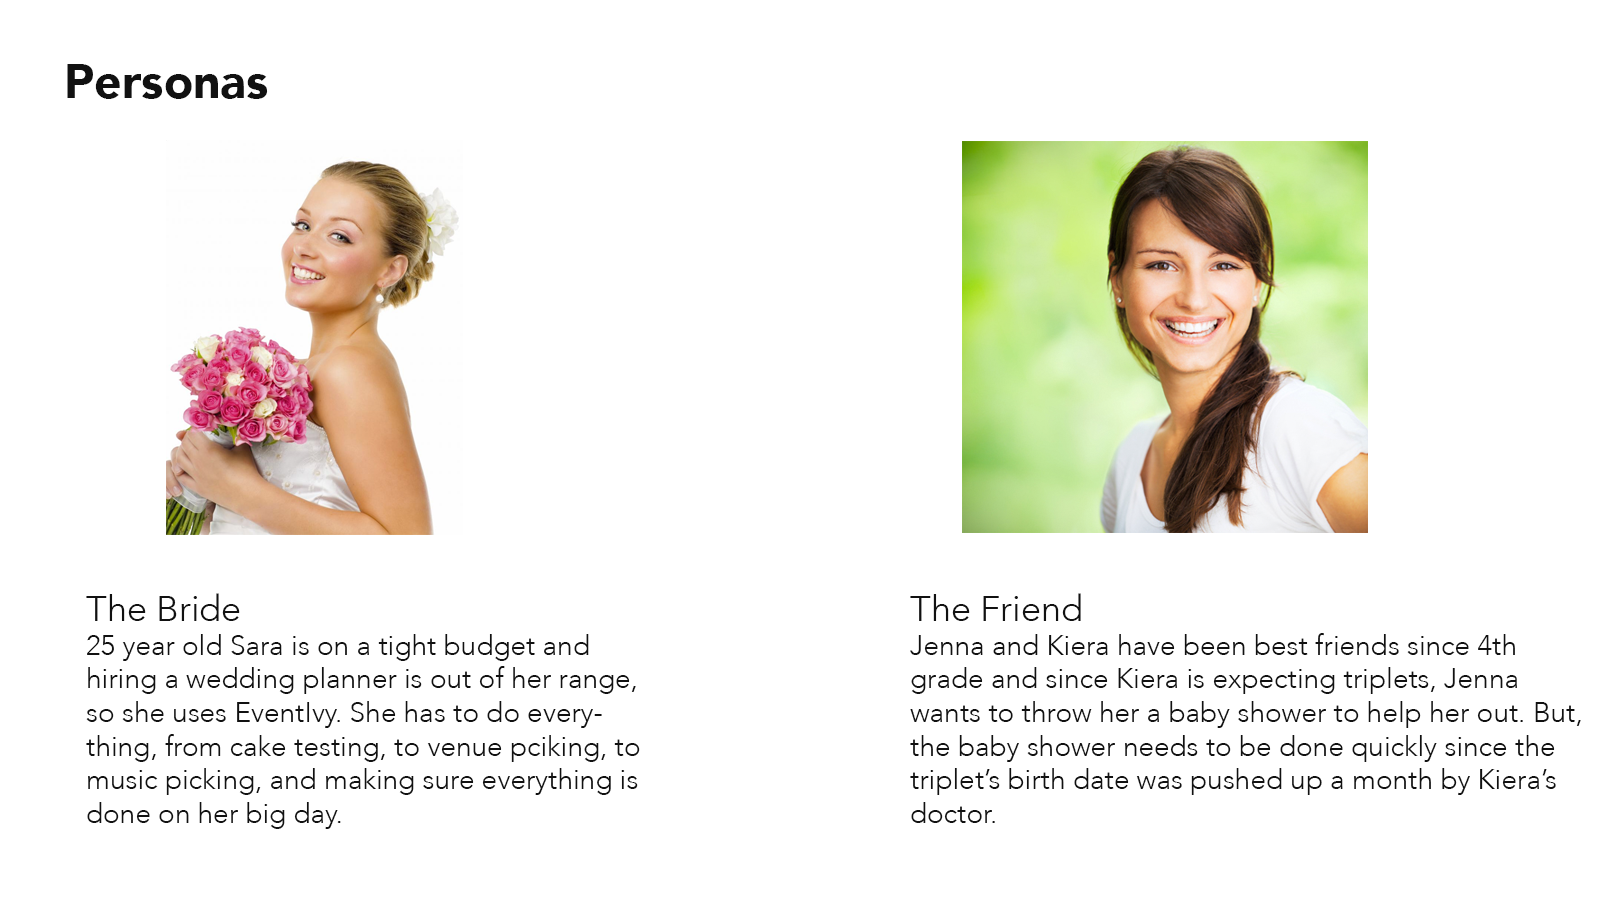 Personas
The Bride
25 year old Sara is on a tight budget and
hiring a wedding planner is out of her range,
so she uses EventIvy. She has to do every-
thing, from cake testing, to venue pciking, to
music picking, and making sure everything is
done on her big day.
The Friend
Jenna and Kiera have been best friends since 4th
grade and since Kiera is expecting triplets, Jenna
wants to throw her a baby shower to help her out. But,
the baby shower needs to be done quickly since the
triplet’s birth date was pushed up a month by Kiera’s
doctor.